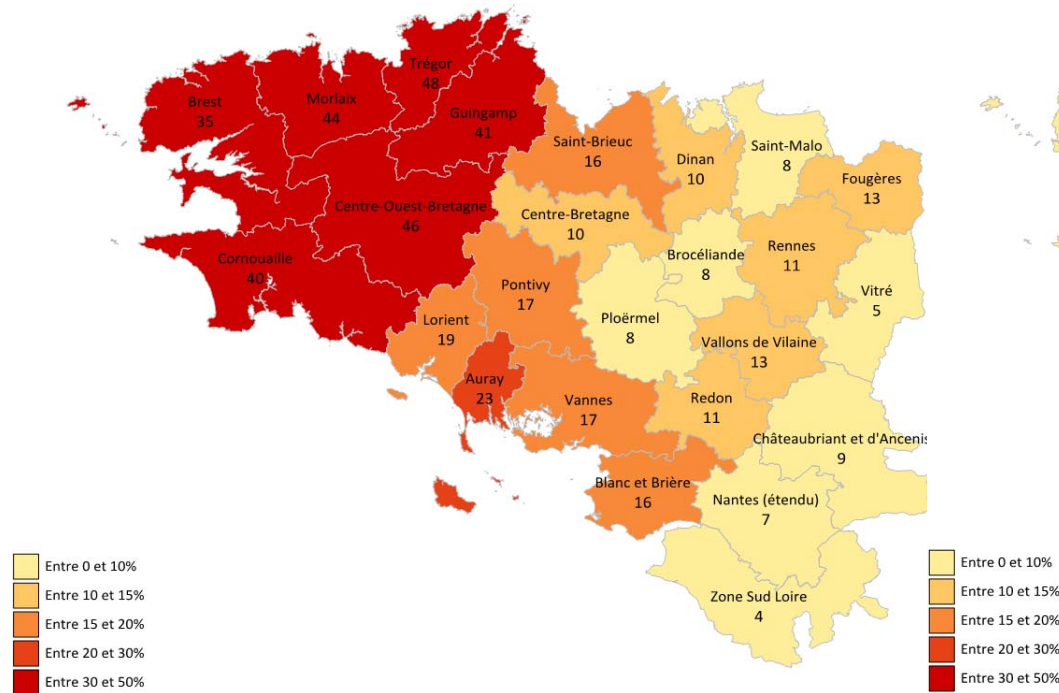 Trégor
48
Brest
35
Morlaix
44
Guingamp
41
Saint-Brieuc
16
Dinan
10
Saint-Malo
8
Fougères
13
Centre-Ouest-Bretagne
46
Centre-Bretagne
10
Brocéliande
8
Rennes
11
Cornouaille
40
Pontivy
17
Vitré
5
Lorient
19
Ploërmel
8
Vallons de Vilaine
13
Auray
23
Vannes
17
Redon
11
Châteaubriant et d'Ancenis
9
Blanc et Brière
16
Nantes (étendu)
7
Zone Sud Loire
4
Entre 0 et 10%
Entre 10 et 15%
Entre 15 et 20%
Entre 20 et 30%
Entre 30 et 50%
Entre 0 et 10%
Entre 10 et 15%
Entre 15 et 20%
Entre 20 et 30%
Entre 30 et 50%